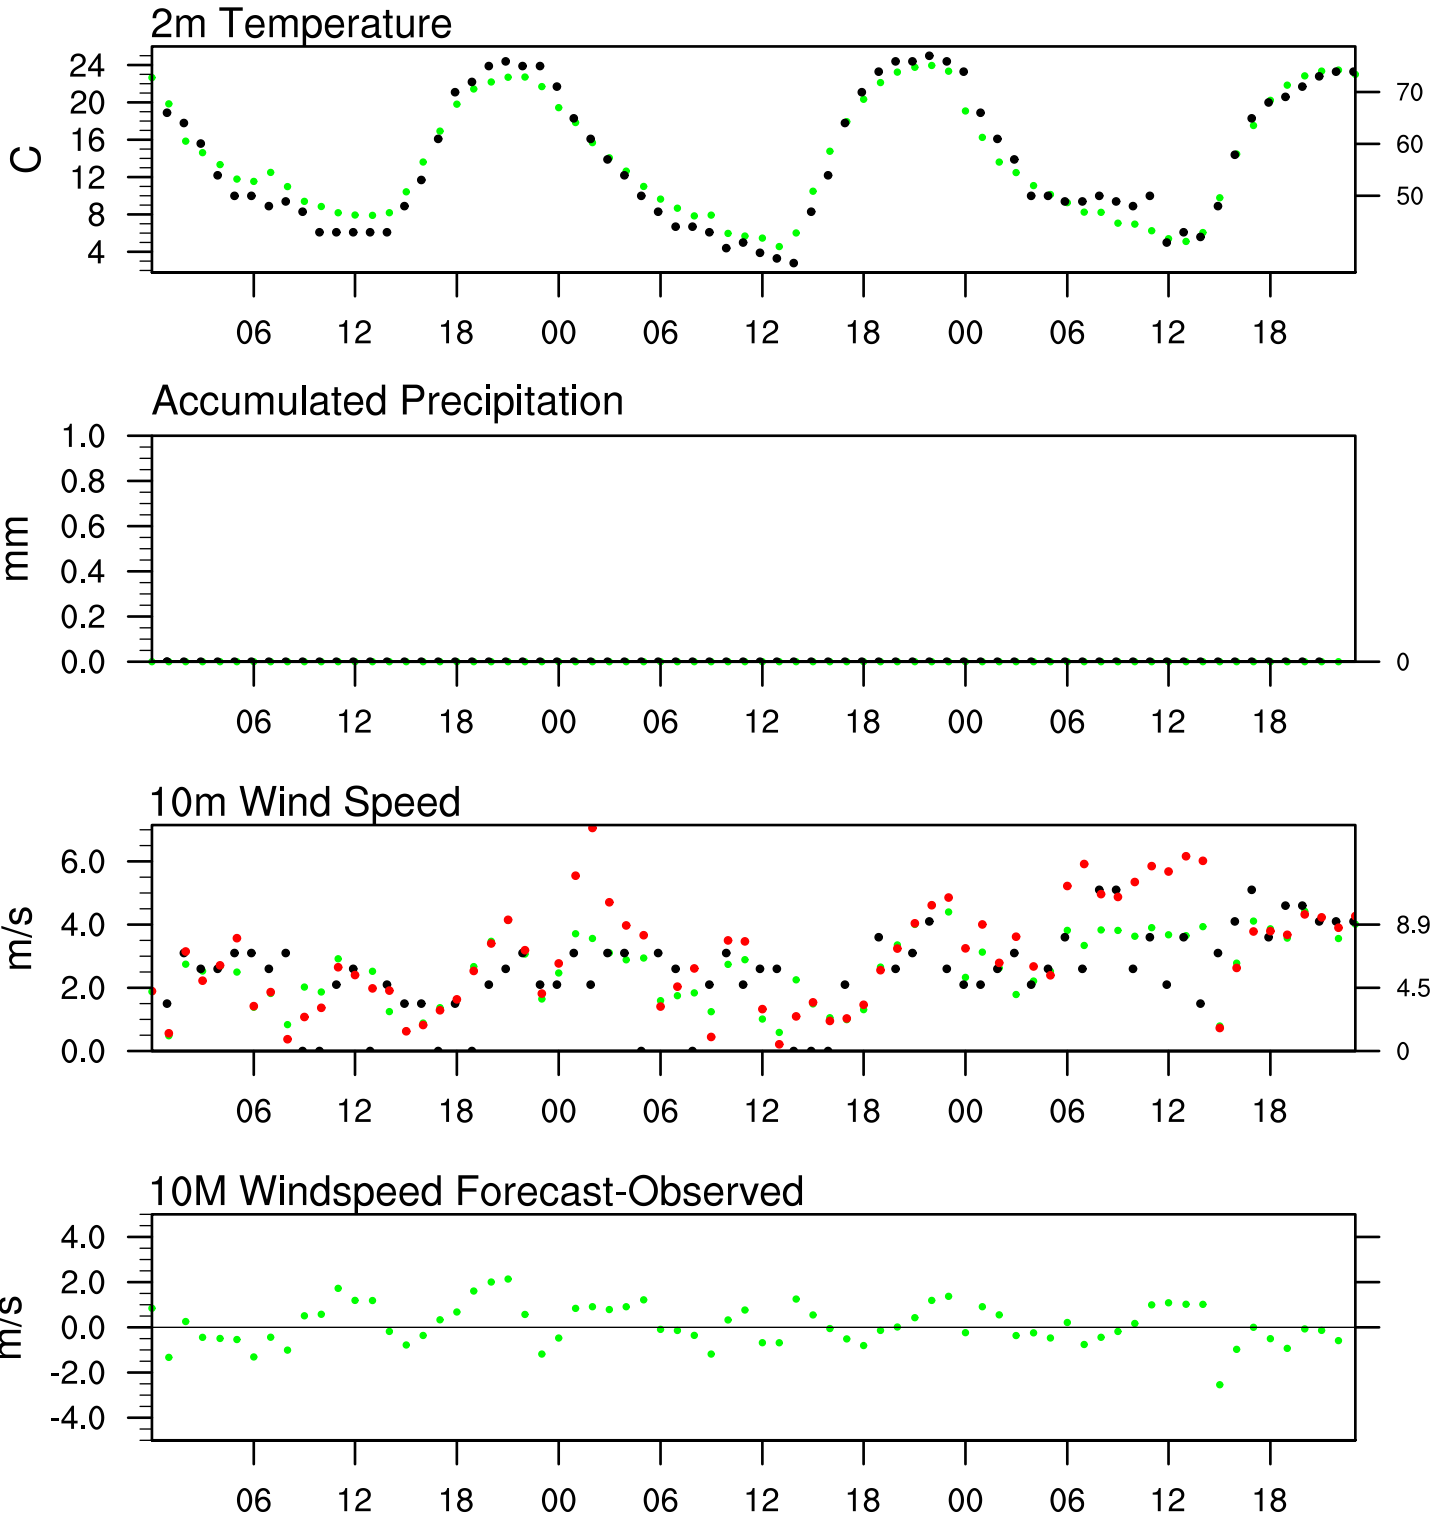 2m Temperature
24
20
16
12
8
4
C
70
60
50
06 12 18 00 06 12 18 00 06 12 18
Accumulated Precipitation
1.0
0.8
0.6
0.4
0.2
0.0
mm
0
06 12 18 00 06 12 18 00 06 12 18
10m Wind Speed
6.0
4.0
2.0
0.0
m/s
8.9
4.5
0
06 12 18 00 06 12 18 00 06 12 18
10M Windspeed Forecast-Observed
4.0
2.0
0.0
-2.0
-4.0
m/s
06 12 18 00 06 12 18 00 06 12 18